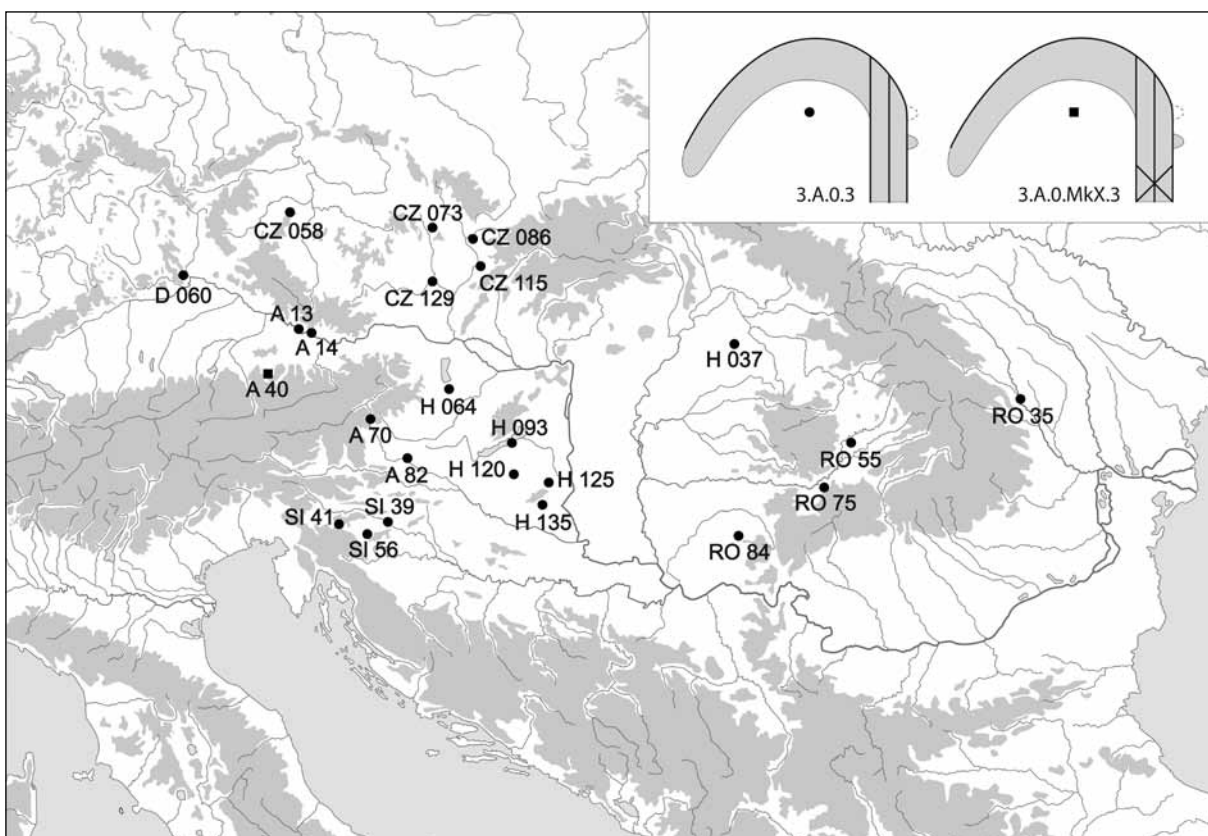 3.A.0.3
3.A.0.MkX.3
CZ 058
CZ 073
CZ 086
CZ 115
CZ 129
D 060
A 13
A 14
A 40
H 037
H 064
A 70
RO 35
H 093
RO 55
A 82
H 120
H 125
RO 75
H 135
SI 39
SI 41
SI 56
RO 84